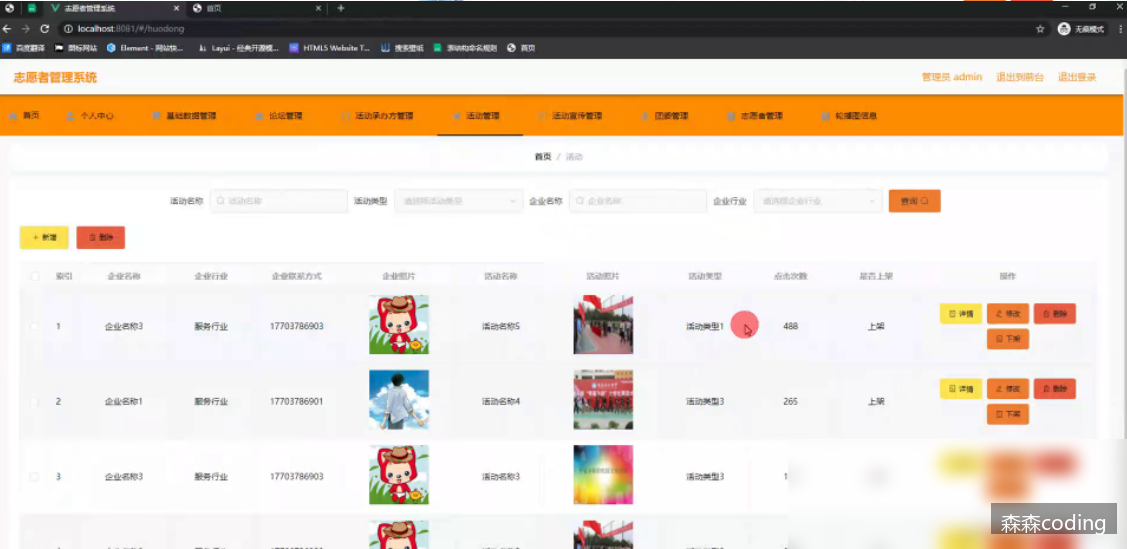 志愿者管理系统
首页
localhost:8081/#/huodong
无痕模式
百度翻译
图标网站
Element - 网站快...
Layui - 经典开源模...
HTML5 Website T...
搜多壁纸
滚动构命名规则
首页
志愿者管理系统
管理员 admin
退出到前台
退出登录
首页
个人中心
基础数据管理
论坛管理
活动承办方管理
活动管理
活动宣传管理
团委管理
志愿者管理
轮播图信息
首页 / 活动
活动名称
活动名称
活动类型
请选择活动类型
企业名称
企业名称
企业行业
请选择企业行业
查询
+ 新增
删除
索引 企业名称 企业行业 企业联系方式 企业照片 活动名称 活动照片 活动类型 点击次数 是否上架 操作
1 企业名称3 服务行业 17703786903 活动名称5 活动类型1 488 上架
详情 修改 删除
下架
2 企业名称1 服务行业 17703786901 活动名称4 活动类型3 265 上架
详情 修改 删除
下架
3 企业名称3 服务行业 17703786903 活动名称3 活动类型3
森森coding